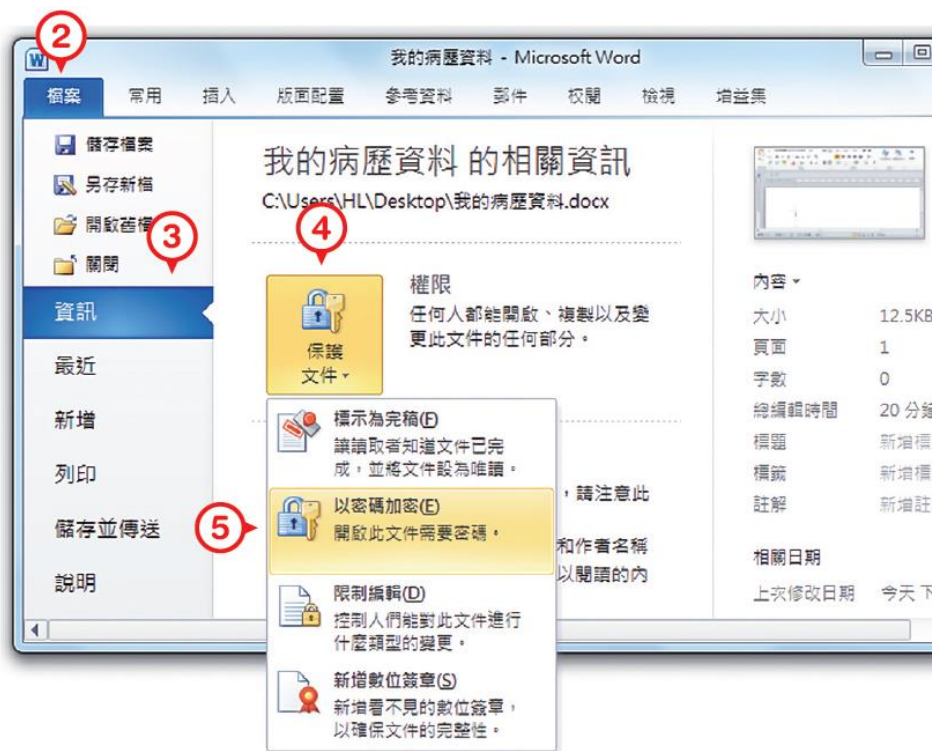 ②
我的病歷資料 - Microsoft Word
檔案 常用 插入 版面配置 參考資料 郵件 校閱 檢視 增益集
儲存檔案
另存新檔
開啟舊檔
關閉
③
資訊
最近
新增
列印
儲存並傳送
說明
我的病歷資料 的相關資訊
C:\Users\HL\Desktop\我的病歷資料.docx
④
保護
文件
權限
任何人都能開啟、複製以及變
更此文件的任何部分。
標示為完稿(F)
讓讀取者知道文件已完
成，並將文件設為唯讀。
⑤
以密碼加密(E)
開啟此文件需要密碼。
限制編輯(D)
控制人們能對此文件進行
什麼類型的變更。
新增數位簽章(S)
新增看不見的數位簽章，
以確保文件的完整性。
，請注意此
和作者名稱
以閱讀的內
內容
大小 12.5KB
頁面 1
字數 0
總編輯時間 20 分鐘
標題 新增標
標籤 新增標
註解 新增註
相關日期
上次修改日期 今天 下